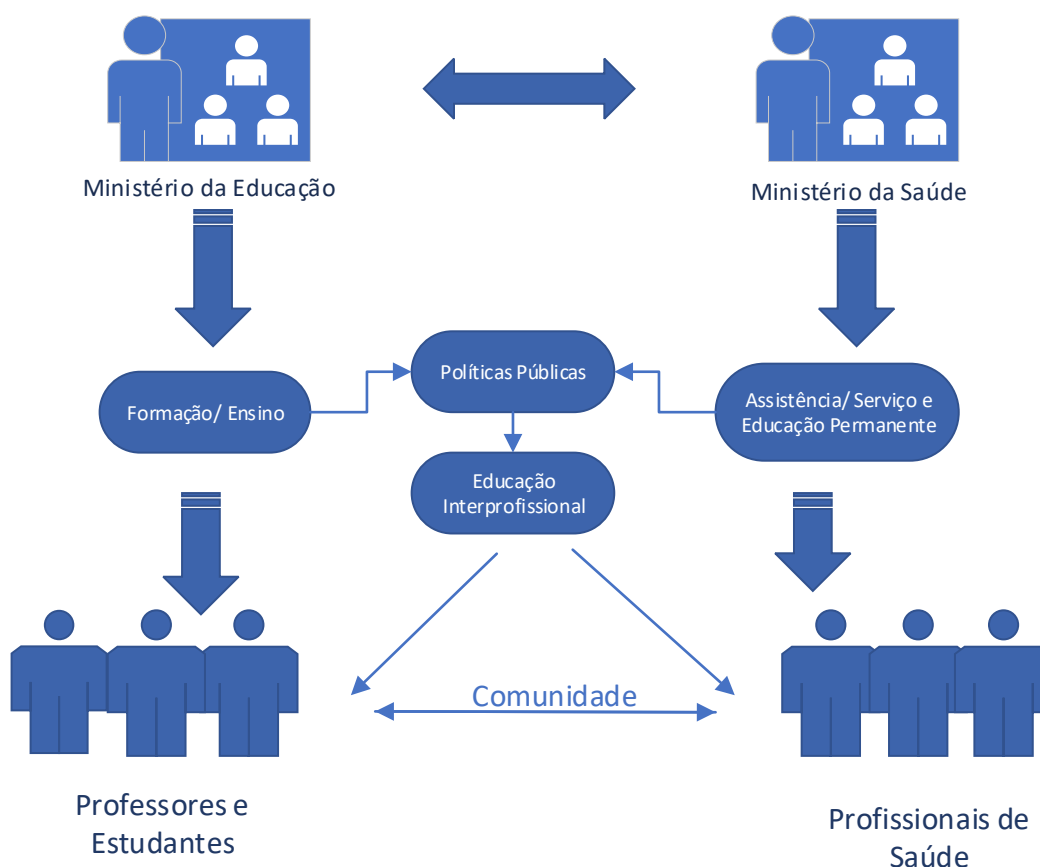 Ministério da Educação
Ministério da Saúde
Políticas Públicas
Formação/ Ensino
Assistência/ Serviço e
Educação Permanente
Educação
Interprofissional
Comunidade
Professores e
Estudantes
Profissionais de
Saúde